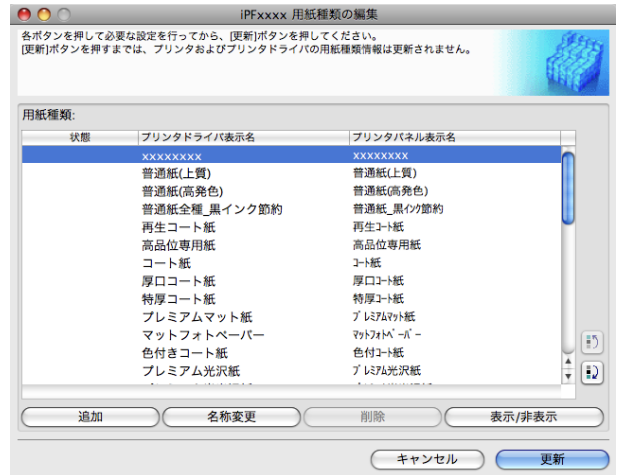 iPFxxxx 用紙種類の編集
各ボタンを押して必要な設定を行ってから、[更新]ボタンを押してください。
[更新]ボタンを押すまでは、プリンタおよびプリンタドライバの用紙種類情報は更新されません。
用紙種類:
状態 プリンタドライバ表示名 プリンタパネル表示名
xxxxxxxx xxxxxxxx
普通紙(上質) 普通紙(上質)
普通紙(高発色) 普通紙(高発色)
普通紙全種_黒インク節約 普通紙_黒ｲﾝｸ節約
再生コート紙 再生ｺｰﾄ紙
高品位専用紙 高品位専用紙
コート紙 ｺｰﾄ紙
厚口コート紙 厚口ｺｰﾄ紙
特厚コート紙 特厚ｺｰﾄ紙
プレミアムマット紙 ﾌﾟﾚﾐｱﾑﾏｯﾄ紙
マットフォトペーパー ﾏｯﾄﾌｫﾄﾍﾟｰﾊﾟｰ
色付きコート紙 色付ｺｰﾄ紙
プレミアム光沢紙 ﾌﾟﾚﾐｱﾑ光沢紙
追加 名称変更 削除 表示/非表示
キャンセル 更新